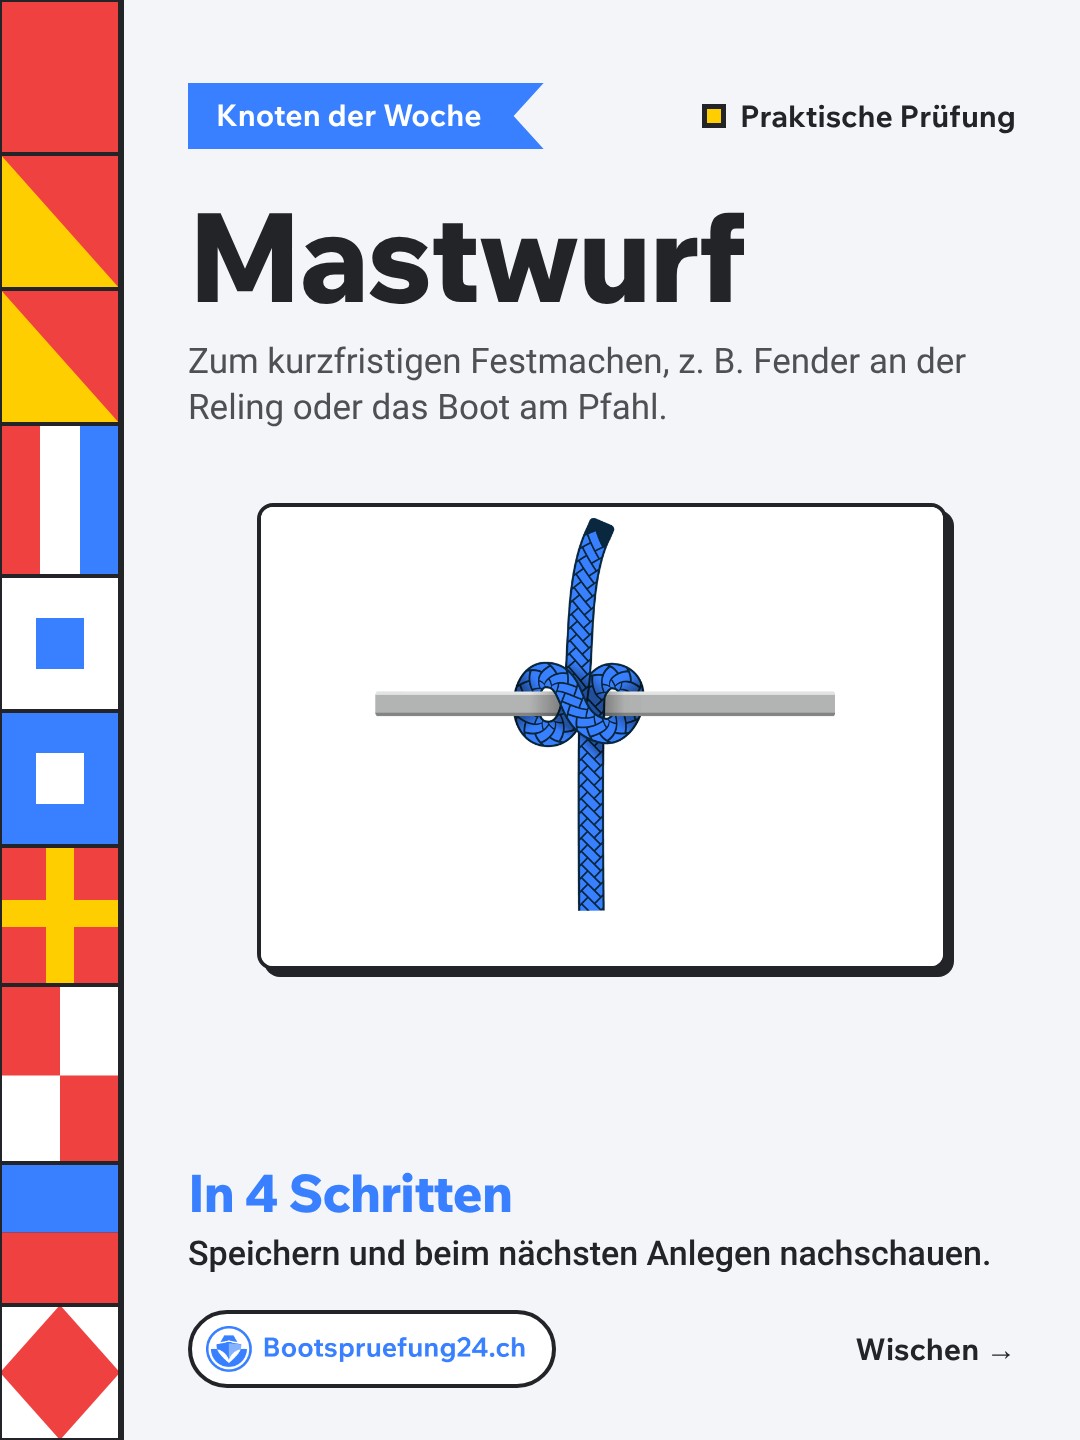 Knoten der Woche
Praktische Prüfung
Mastwurf
Zum kurzfristigen Festmachen, z. B. Fender an der
Reling oder das Boot am Pfahl.
In 4 Schritten
Speichern und beim nächsten Anlegen nachschauen.
Bootspruefung24.ch
Wischen →